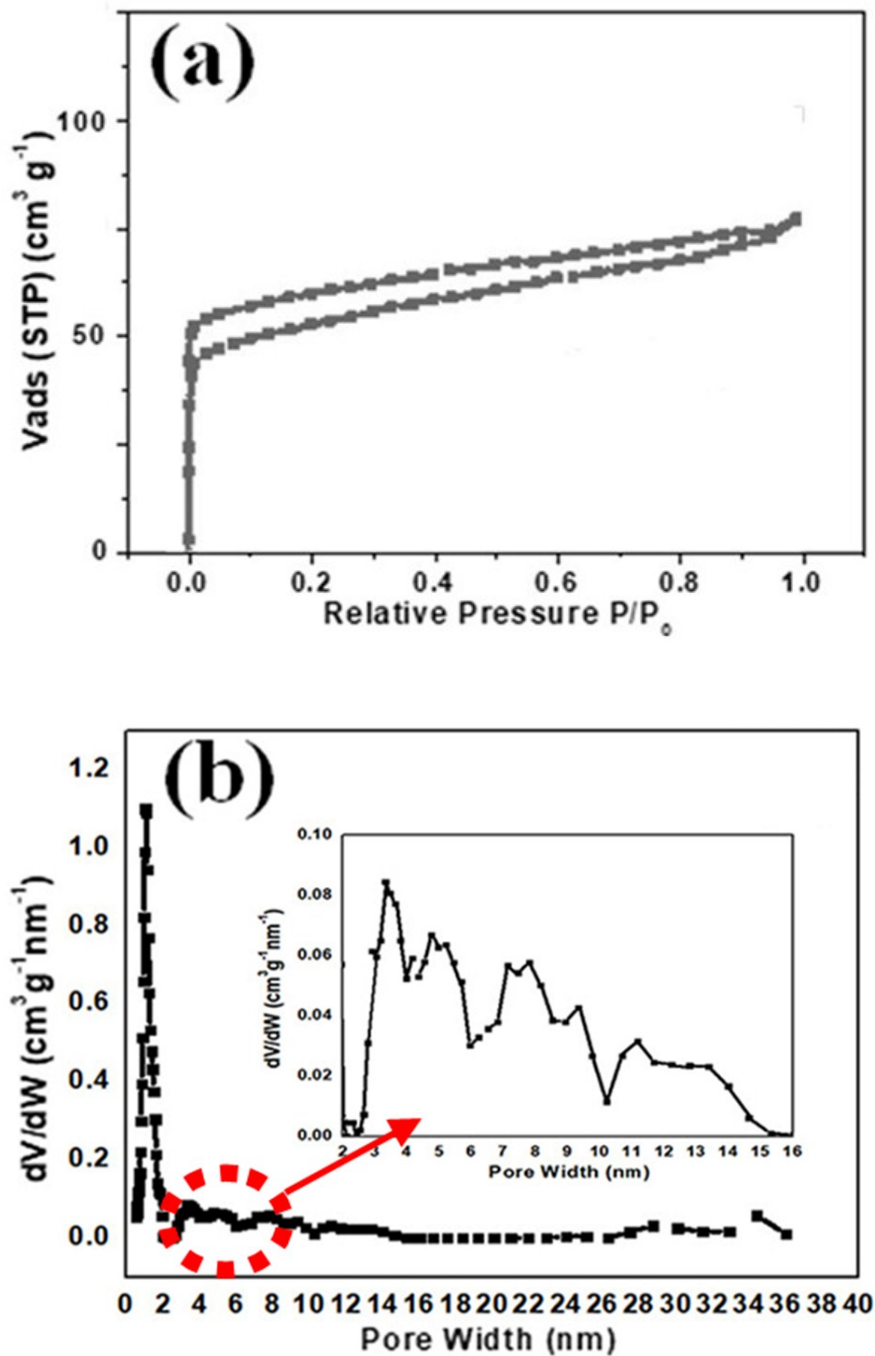 (a)
Vads (STP) (cm³ g⁻¹)
100
50
0
0.0 0.2 0.4 0.6 0.8 1.0
Relative Pressure P/P₀
(b)
dV/dW (cm³g⁻¹nm⁻¹)
1.2
1.0
0.8
0.6
0.4
0.2
0.0
0 2 4 6 8 10 12 14 16 18 20 22 24 26 28 30 32 34 36 38 40
Pore Width (nm)
dV/dW (cm³g⁻¹nm⁻¹)
0.10
0.08
0.06
0.04
0.02
0.00
2 3 4 5 6 7 8 9 10 11 12 13 14 15 16
Pore Width (nm)